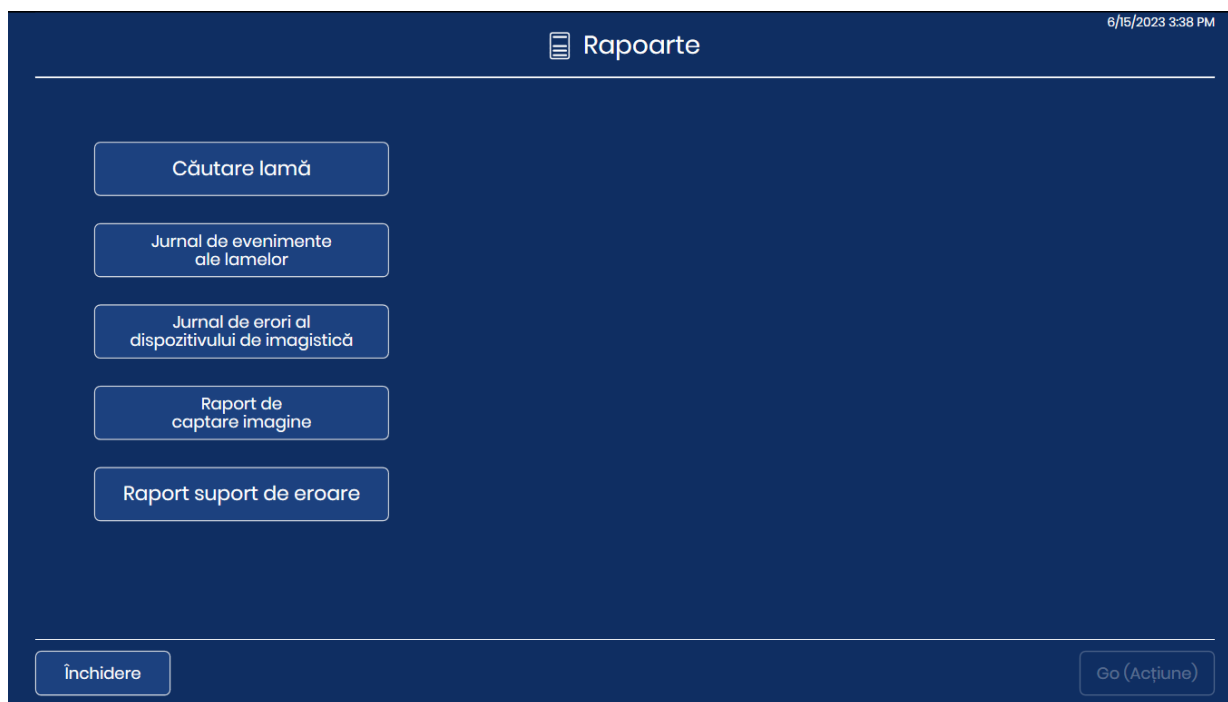 6/15/2023 3:38 PM
Rapoarte
Căutare lamă
Jurnal de evenimente
ale lamelor
Jurnal de erori al
dispozitivului de imagistică
Raport de
captare imagine
Raport suport de eroare
Închidere
Go (Acțiune)